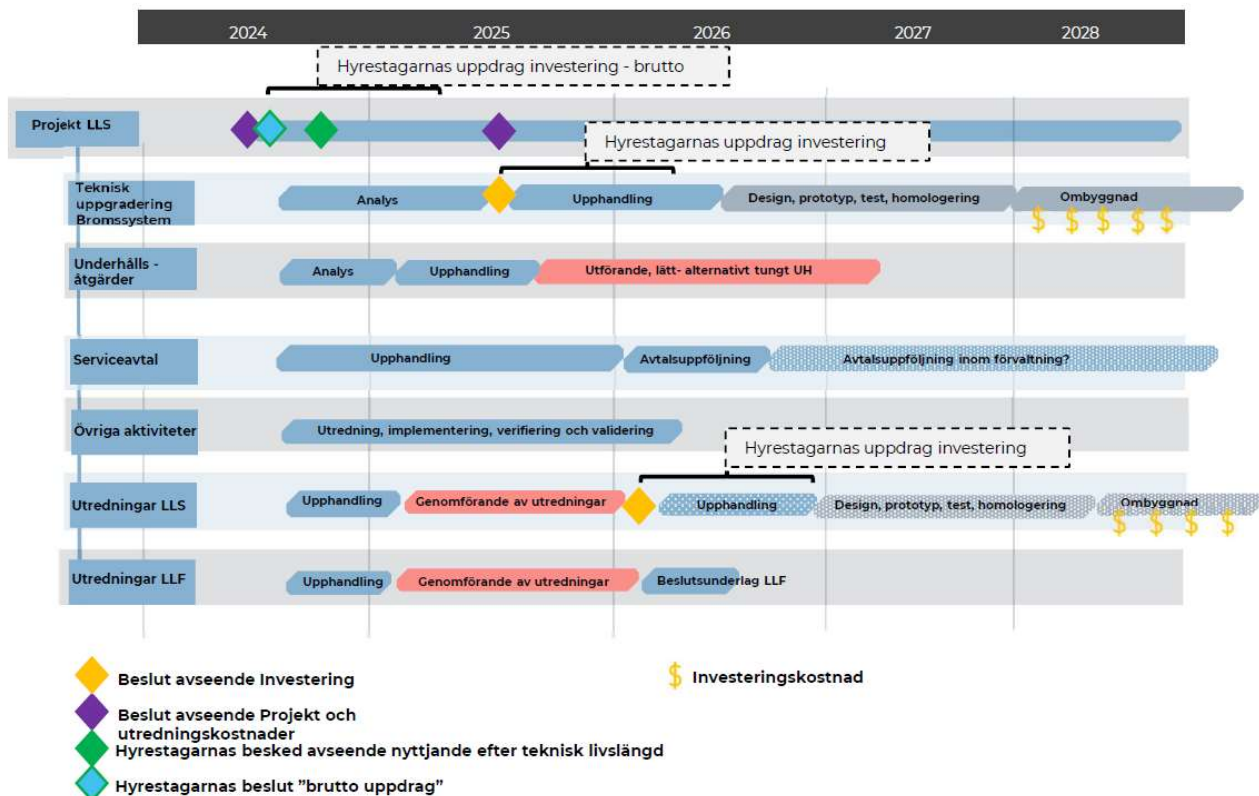 2024 2025 2026 2027 2028
Hyrestagarnas uppdrag investering - brutto
Projekt LLS
Hyrestagarnas uppdrag investering
Teknisk
uppgradering
Bromssystem
Analys
Upphandling
Design, prototyp, test, homologering
Ombyggnad
$ $ $ $ $
Underhålls -
åtgärder
Analys
Upphandling
Utförande, lätt- alternativt tungt UH
Serviceavtal
Upphandling
Avtalsuppföljning
Avtalsuppföljning inom förvaltning?
Övriga aktiviteter
Utredning, implementering, verifiering och validering
Hyrestagarnas uppdrag investering
Utredningar LLS
Upphandling
Genomförande av utredningar
Upphandling
Design, prototyp, test, homologering
Ombyggnad
$ $ $ $
Utredningar LLF
Upphandling
Genomförande av utredningar
Beslutsunderlag LLF
Beslut avseende Investering
$ Investeringskostnad
Beslut avseende Projekt och
utredningskostnader
Hyrestagarnas besked avseende nyttjande efter teknisk livslängd
Hyrestagarnas beslut ”brutto uppdrag”